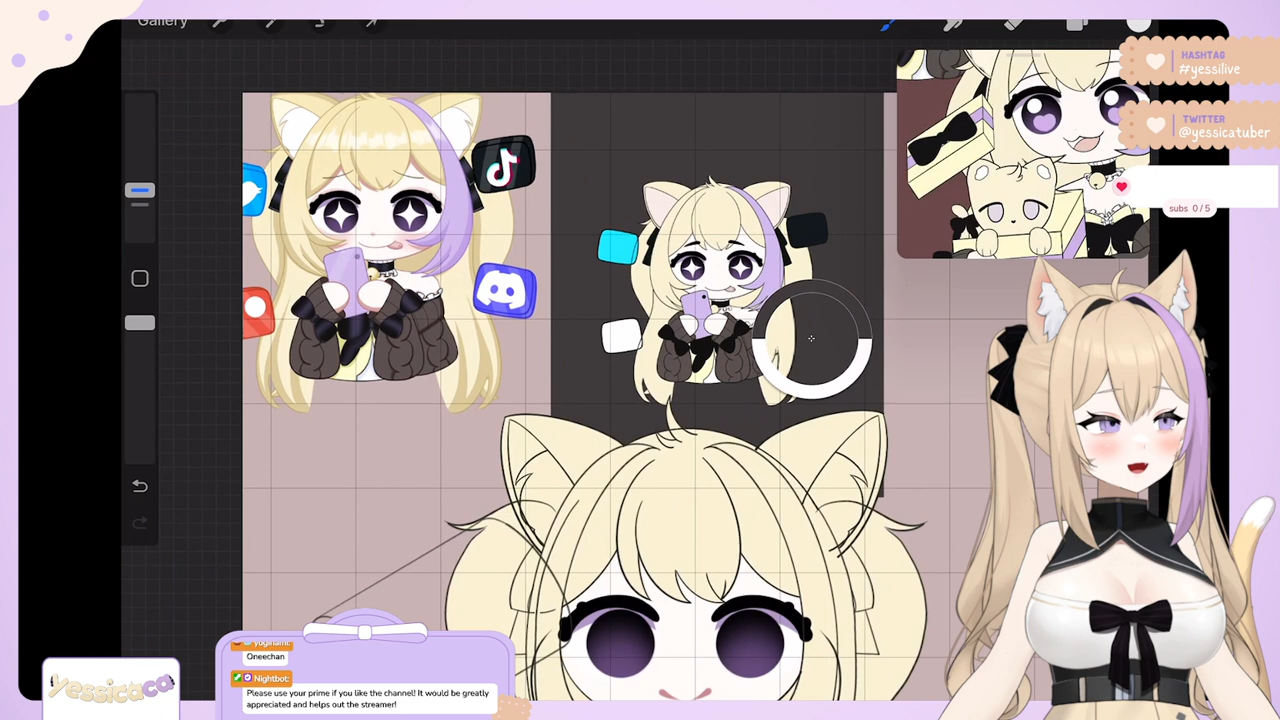 Gallery
HASHTAG
#yessilive
TWITTER
@yessicatuber
subs 0/5
yuginami:
Oneechan
Nightbot:
Please use your prime if you like the channel! It would be greatly
appreciated and helps out the streamer!